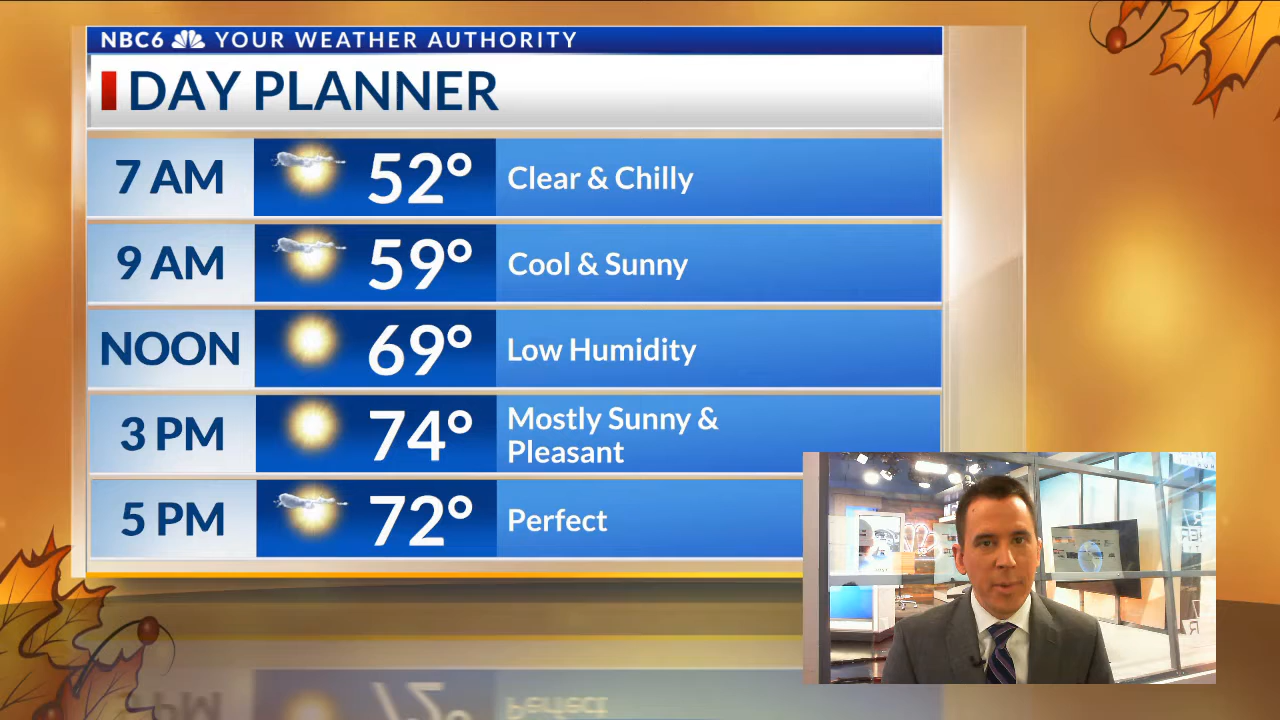 NBC6 YOUR WEATHER AUTHORITY
DAY PLANNER
7 AM 52° Clear & Chilly
9 AM 59° Cool & Sunny
NOON 69° Low Humidity
3 PM 74° Mostly Sunny &
Pleasant
5 PM 72° Perfect